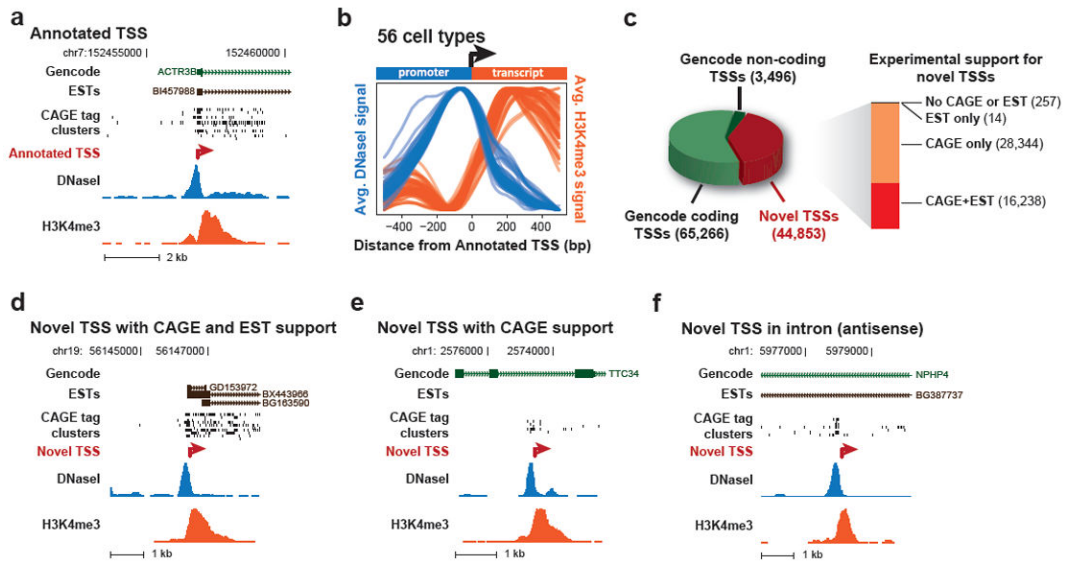 a
Annotated TSS
chr7: 152455000 | 152460000 |
Gencode
ACTR3B
ESTs
BI457988
CAGE tag
clusters
Annotated TSS
DNaseI
H3K4me3
2 kb
b
56 cell types
promoter transcript
Avg. DNaseI signal
Avg. H3K4me3 signal
−400 −200 0 200 400
Distance from Annotated TSS (bp)
c
Gencode non-coding
TSSs (3,496)
Gencode coding
TSSs (65,266)
Novel TSSs
(44,853)
Experimental support for
novel TSSs
No CAGE or EST (257)
EST only (14)
CAGE only (28,344)
CAGE+EST (16,238)
d
Novel TSS with CAGE and EST support
chr19: 56145000 | 56147000 |
Gencode
ESTs
GD153972
BX443966
BG163590
CAGE tag
clusters
Novel TSS
DNaseI
H3K4me3
1 kb
e
Novel TSS with CAGE support
chr1: 2576000 | 2574000 |
Gencode
TTC34
ESTs
CAGE tag
clusters
Novel TSS
DNaseI
H3K4me3
1 kb
f
Novel TSS in intron (antisense)
chr1: 5977000 | 5979000 |
Gencode
NPHP4
ESTs
BG387737
CAGE tag
clusters
Novel TSS
DNaseI
H3K4me3
1 kb